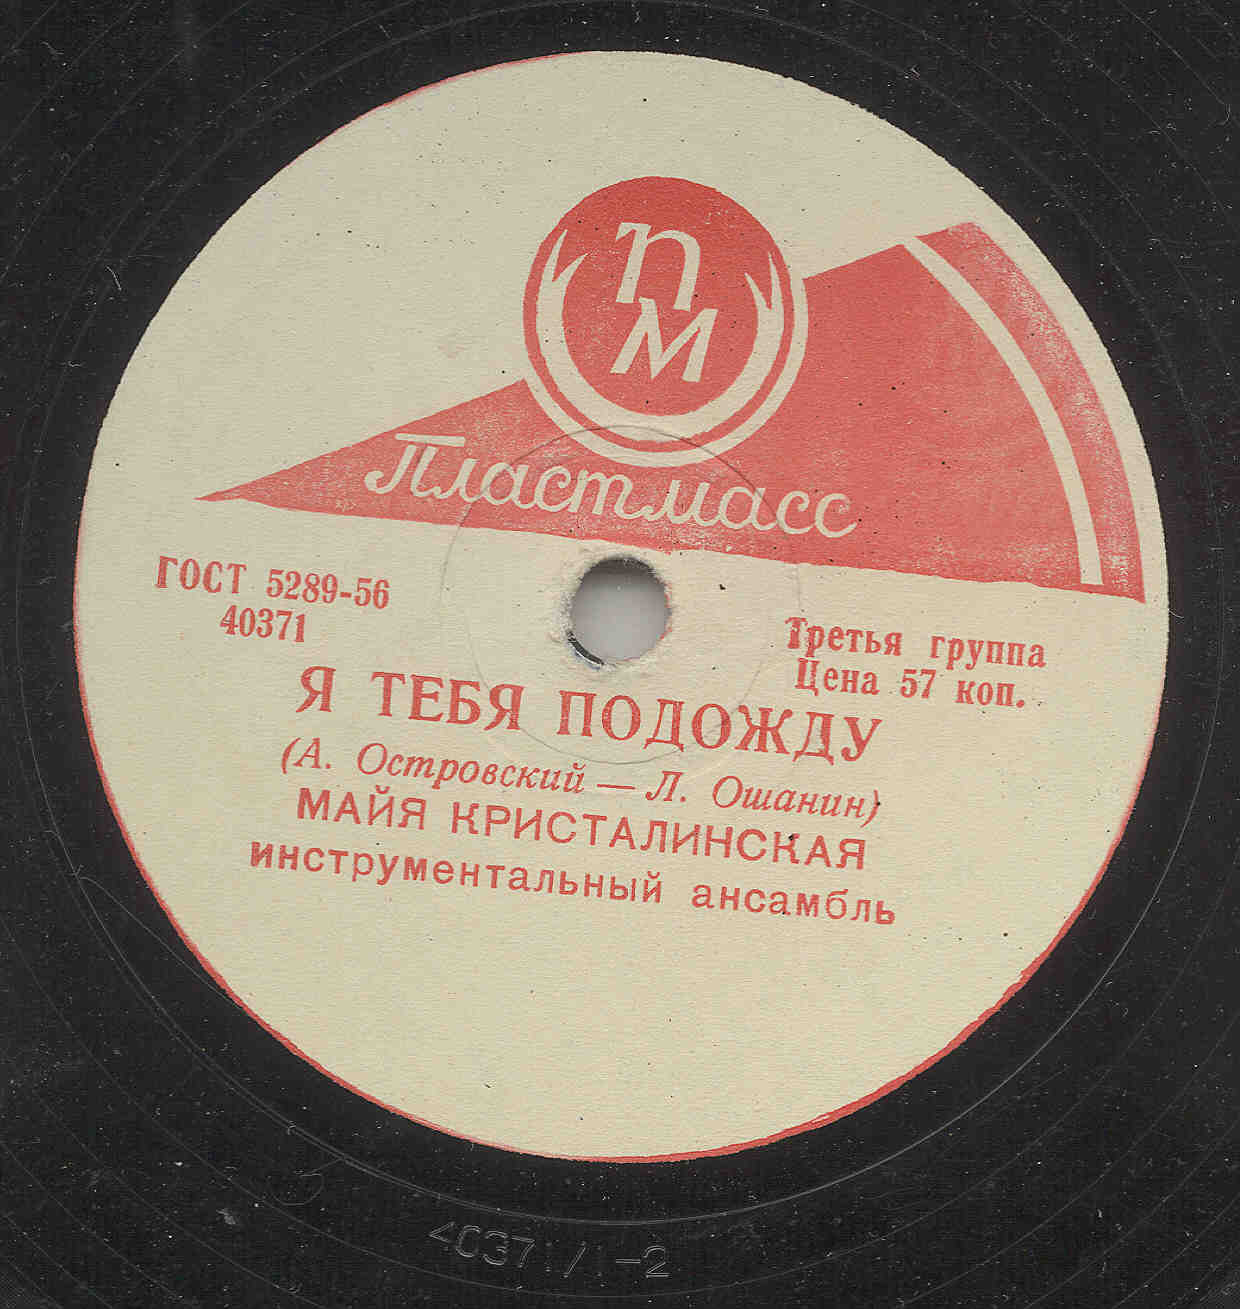 ПМ
Пластмасс
ГОСТ 5289-56
40371
Третья группа
Цена 57 коп.
Я ТЕБЯ ПОДОЖДУ
(А. Островский — Л. Ошанин)
МАЙЯ КРИСТАЛИНСКАЯ
инструментальный ансамбль
40371/1-2